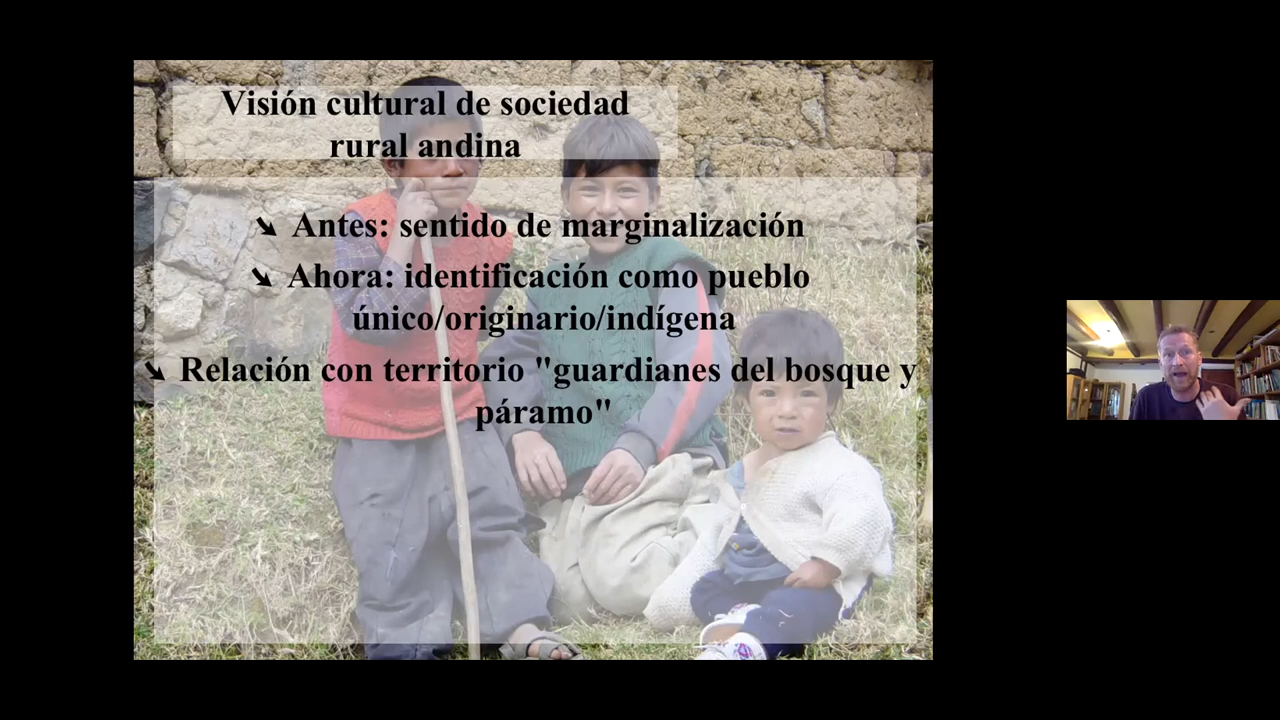 Visión cultural de sociedad
rural andina
➘ Antes: sentido de marginalización
➘ Ahora: identificación como pueblo
único/originario/indígena
➘ Relación con territorio "guardianes del bosque y
páramo"